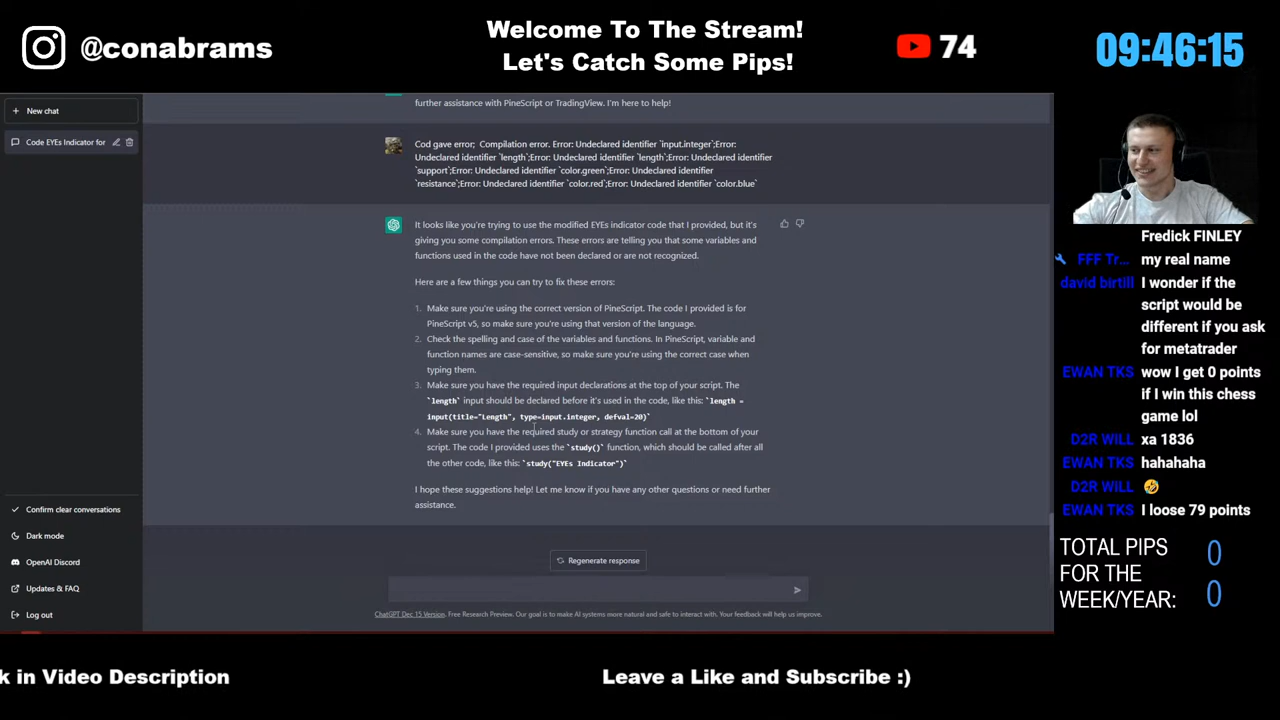 @conabrams
Welcome To The Stream!
Let's Catch Some Pips!
74
09:46:15
New chat
Code EYEs Indicator for
further assistance with PineScript or TradingView. I'm here to help!
Cod gave error;  Compilation error. Error: Undeclared identifier `input.integer`;Error:
Undeclared identifier `length`;Error: Undeclared identifier `length`;Error: Undeclared identifier
`support`;Error: Undeclared identifier `color.green`;Error: Undeclared identifier
`resistance`;Error: Undeclared identifier `color.red`;Error: Undeclared identifier `color.blue`
It looks like you're trying to use the modified EYEs indicator code that I provided, but it's
giving you some compilation errors. These errors are telling you that some variables and
functions used in the code have not been declared or are not recognized.
Here are a few things you can try to fix these errors:
1. Make sure you're using the correct version of PineScript. The code I provided is for
PineScript v5, so make sure you're using that version of the language.
2. Check the spelling and case of the variables and functions. In PineScript, variable and
function names are case-sensitive, so make sure you're using the correct case when
typing them.
3. Make sure you have the required input declarations at the top of your script. The
`length` input should be declared before it's used in the code, like this: `length =
input(title="Length", type=input.integer, defval=20)`
4. Make sure you have the required study or strategy function call at the bottom of your
script. The code I provided uses the `study()` function, which should be called after all
the other code, like this: `study("EYEs Indicator")`
I hope these suggestions help! Let me know if you have any other questions or need further
assistance.
Regenerate response
ChatGPT Dec 15 Version. Free Research Preview. Our goal is to make AI systems more natural and safe to interact with. Your feedback will help us improve.
Confirm clear conversations
Dark mode
OpenAI Discord
Updates & FAQ
Log out
Fredick FINLEY
FFF Tr... my real name
david birtill I wonder if the
script would be
different if you ask
for metatrader
EWAN TKS wow I get 0 points
if I win this chess
game lol
D2R WILL xa 1836
EWAN TKS hahahaha
D2R WILL 🤣
EWAN TKS I loose 79 points
TOTAL PIPS 0
FOR THE
WEEK/YEAR: 0
k in Video Description
Leave a Like and Subscribe :)